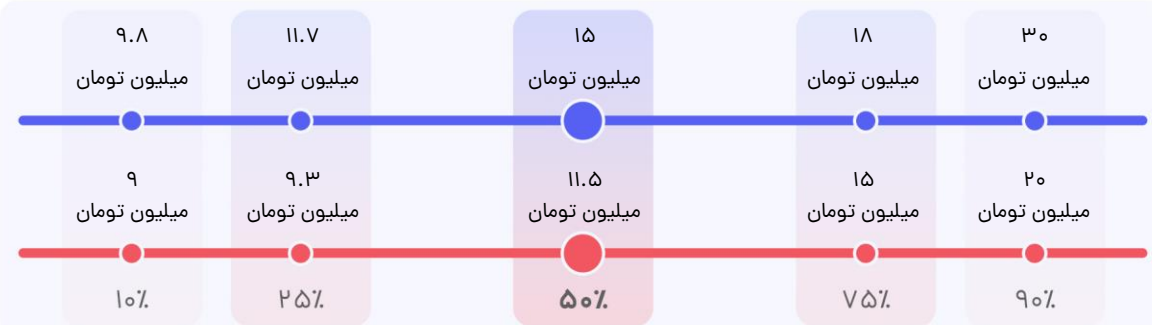 ۹.۸ ۱۱.۷ ۱۵ ۱۸ ۳۰
میلیون تومان میلیون تومان میلیون تومان میلیون تومان میلیون تومان
۹ ۹.۳ ۱۱.۵ ۱۵ ۲۰
میلیون تومان میلیون تومان میلیون تومان میلیون تومان میلیون تومان
۱۰٪ ۲۵٪ ۵۰٪ ۷۵٪ ۹۰٪